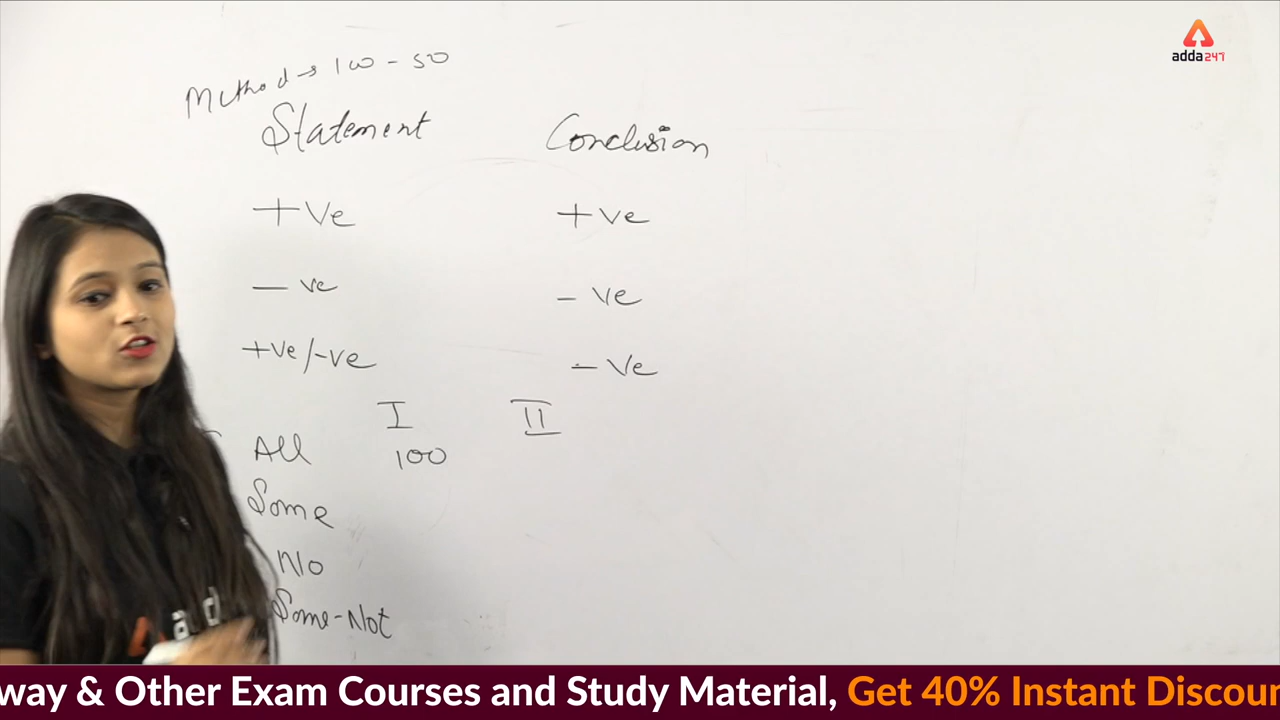 adda247
Method → 100 - 50
Statement Conclusion
+ve +ve
- ve - ve
+ve/-ve - ve
I II
All 100
Some
No
Some-Not
way & Other Exam Courses and Study Material, Get 40% Instant Discoun